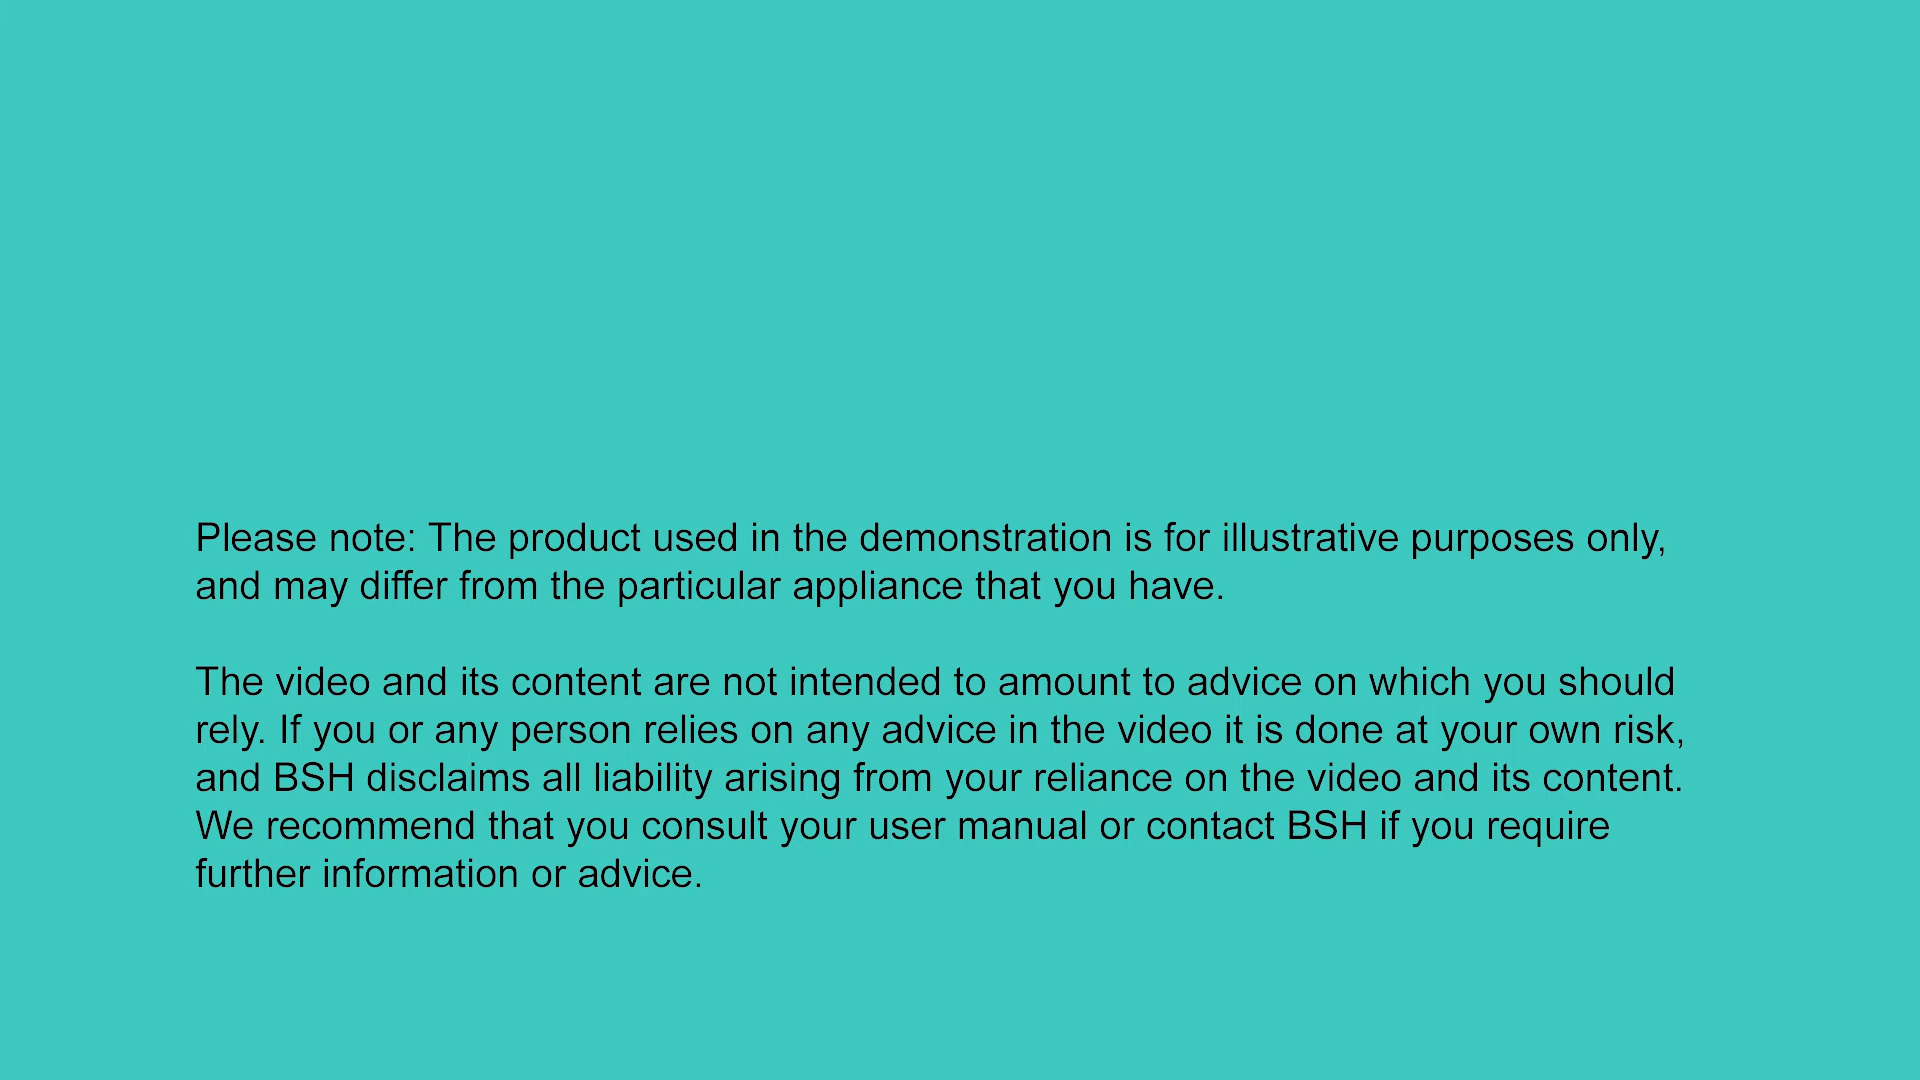 Please note: The product used in the demonstration is for illustrative purposes only,
and may differ from the particular appliance that you have.
The video and its content are not intended to amount to advice on which you should
rely. If you or any person relies on any advice in the video it is done at your own risk,
and BSH disclaims all liability arising from your reliance on the video and its content.
We recommend that you consult your user manual or contact BSH if you require
further information or advice.